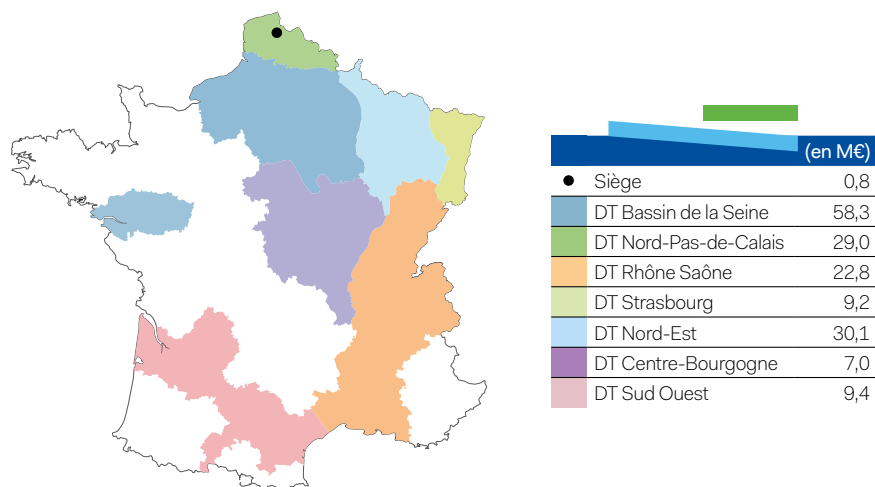 (en M€)
Siège 0,8
DT Bassin de la Seine 58,3
DT Nord-Pas-de-Calais 29,0
DT Rhône Saône 22,8
DT Strasbourg 9,2
DT Nord-Est 30,1
DT Centre-Bourgogne 7,0
DT Sud Ouest 9,4